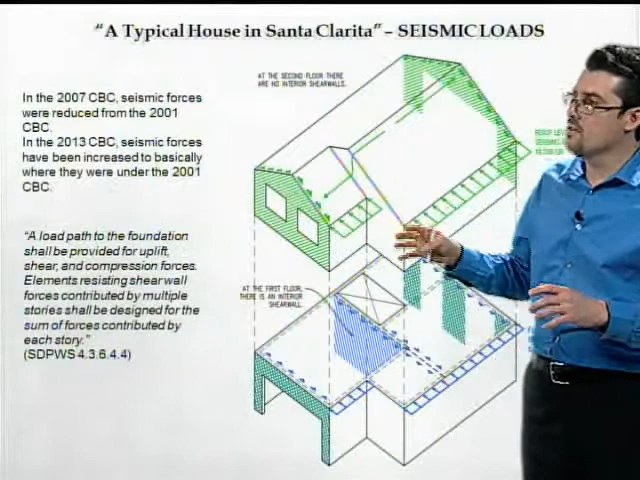 "A Typical House in Santa Clarita" – SEISMIC LOADS
AT THE SECOND FLOOR THERE
ARE NO INTERIOR SHEARWALLS.
In the 2007 CBC, seismic forces
were reduced from the 2001
CBC.
In the 2013 CBC, seismic forces
have been increased to basically
where they were under the 2001
CBC.
"A load path to the foundation
shall be provided for uplift,
shear, and compression forces.
Elements resisting shear wall
forces contributed by multiple
stories shall be designed for the
sum of forces contributed by
each story."
(SDPWS 4.3.6.4.4)
AT THE FIRST FLOOR,
THERE IS AN INTERIOR
SHEARWALL.